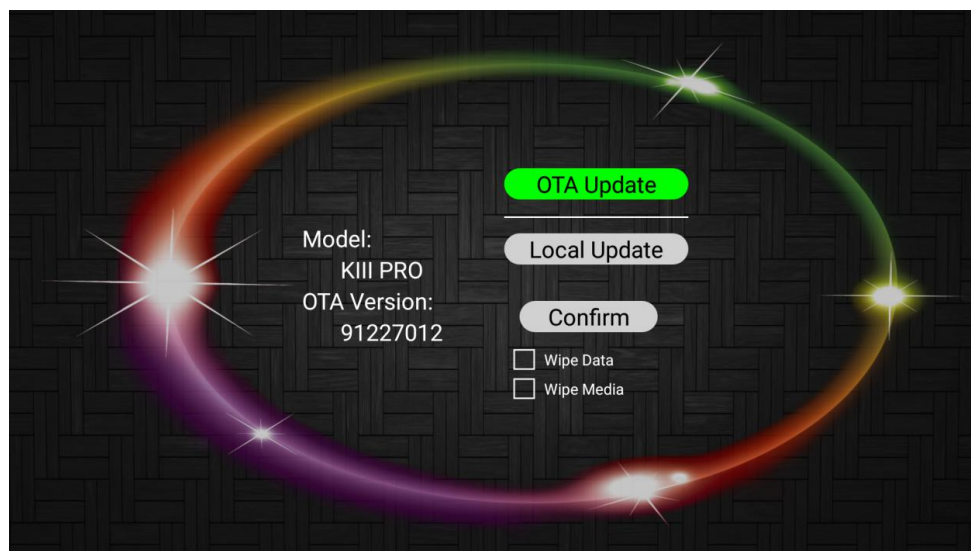 Model:
KIII PRO
OTA Version:
91227012
OTA Update
Local Update
Confirm
Wipe Data
Wipe Media